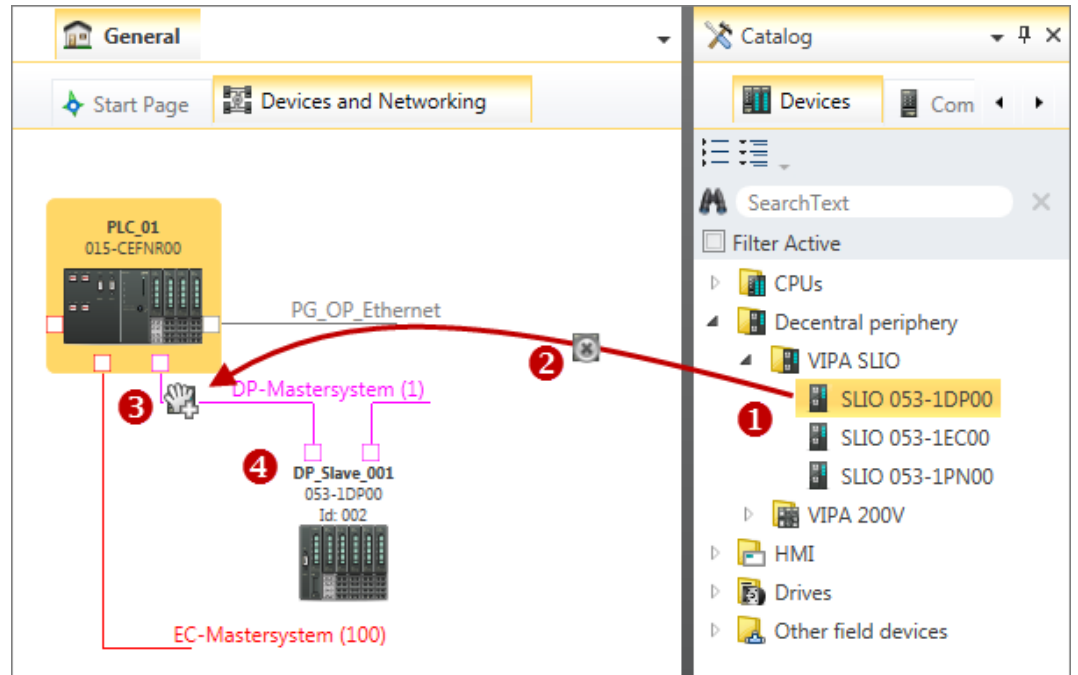 General
Start Page
Devices and Networking
PLC_01
015-CEFNR00
PG_OP_Ethernet
2
3
DP-Mastersystem (1)
4
DP_Slave_001
053-1DP00
Id: 002
EC-Mastersystem (100)
Catalog
Devices
Com
SearchText
Filter Active
CPUs
Decentral periphery
VIPA SLIO
1
SLIO 053-1DP00
SLIO 053-1EC00
SLIO 053-1PN00
VIPA 200V
HMI
Drives
Other field devices